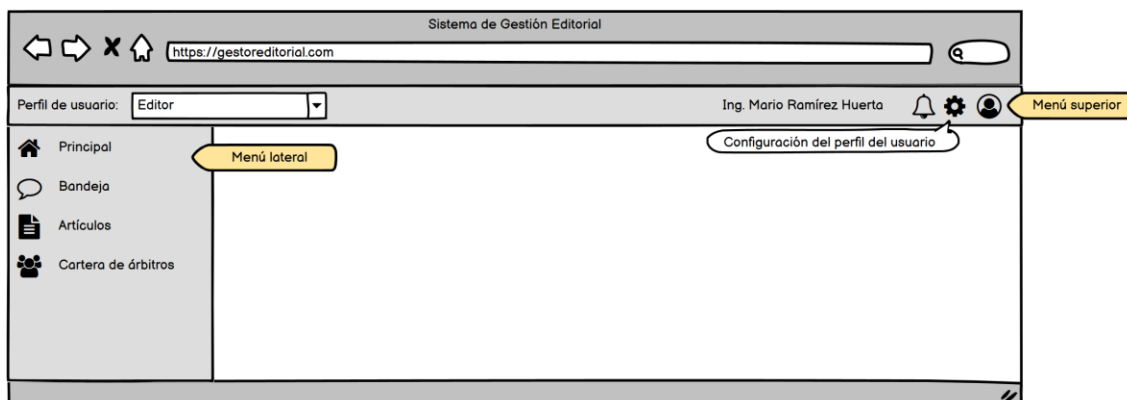 Sistema de Gestión Editorial
https://gestoreditorial.com
Perfil de usuario: Editor
Ing. Mario Ramírez Huerta
Menú superior
Configuración del perfil del usuario
Principal
Menú lateral
Bandeja
Artículos
Cartera de árbitros